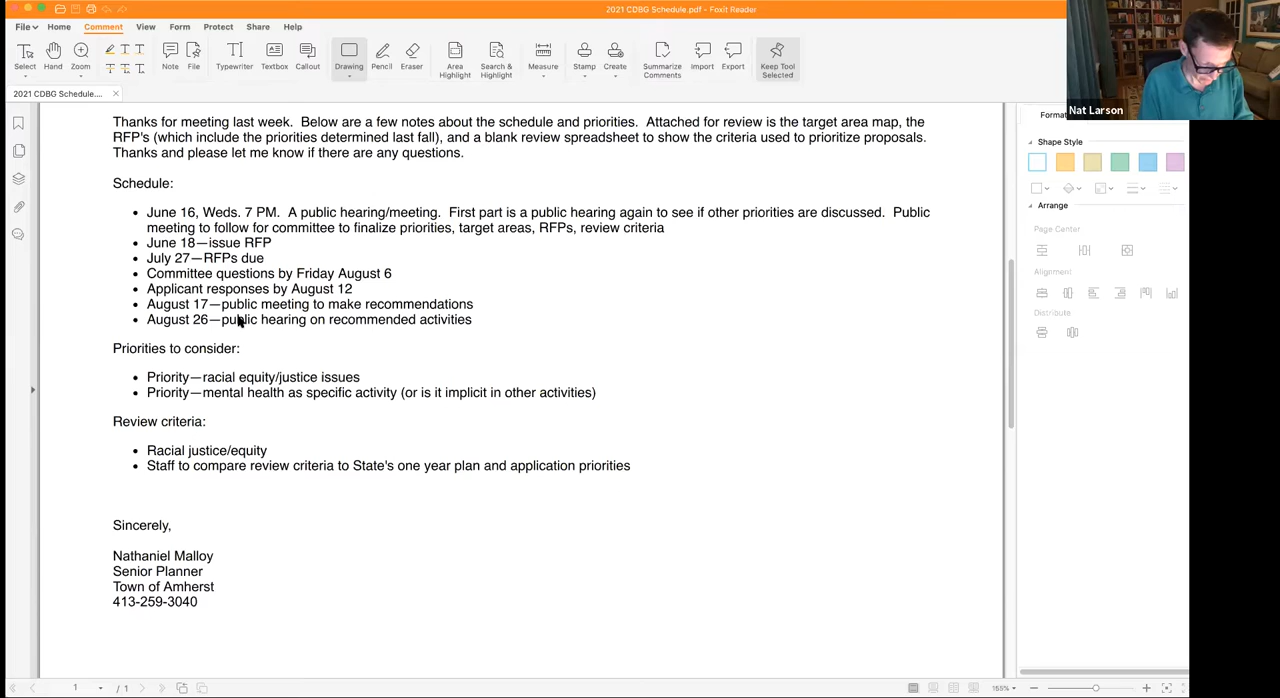 2021 CDBG Schedule.pdf - Foxit Reader
File Home Comment View Form Protect Share Help
Select Hand Zoom Note File Typewriter Textbox Callout Drawing Pencil Eraser Area Highlight Search & Highlight Measure Stamp Create Summarize Comments Import Export Keep Tool Selected
Nat Larson
2021 CDBG Schedule....
Format
Shape Style
Arrange
Page Center
Alignment
Distribute
Thanks for meeting last week. Below are a few notes about the schedule and priorities. Attached for review is the target area map, the
RFP's (which include the priorities determined last fall), and a blank review spreadsheet to show the criteria used to prioritize proposals.
Thanks and please let me know if there are any questions.
Schedule:
• June 16, Weds. 7 PM. A public hearing/meeting. First part is a public hearing again to see if other priorities are discussed. Public
meeting to follow for committee to finalize priorities, target areas, RFPs, review criteria
• June 18—issue RFP
• July 27—RFPs due
• Committee questions by Friday August 6
• Applicant responses by August 12
• August 17—public meeting to make recommendations
• August 26—public hearing on recommended activities
Priorities to consider:
• Priority—racial equity/justice issues
• Priority—mental health as specific activity (or is it implicit in other activities)
Review criteria:
• Racial justice/equity
• Staff to compare review criteria to State's one year plan and application priorities
Sincerely,
Nathaniel Malloy
Senior Planner
Town of Amherst
413-259-3040
1 / 1
155%